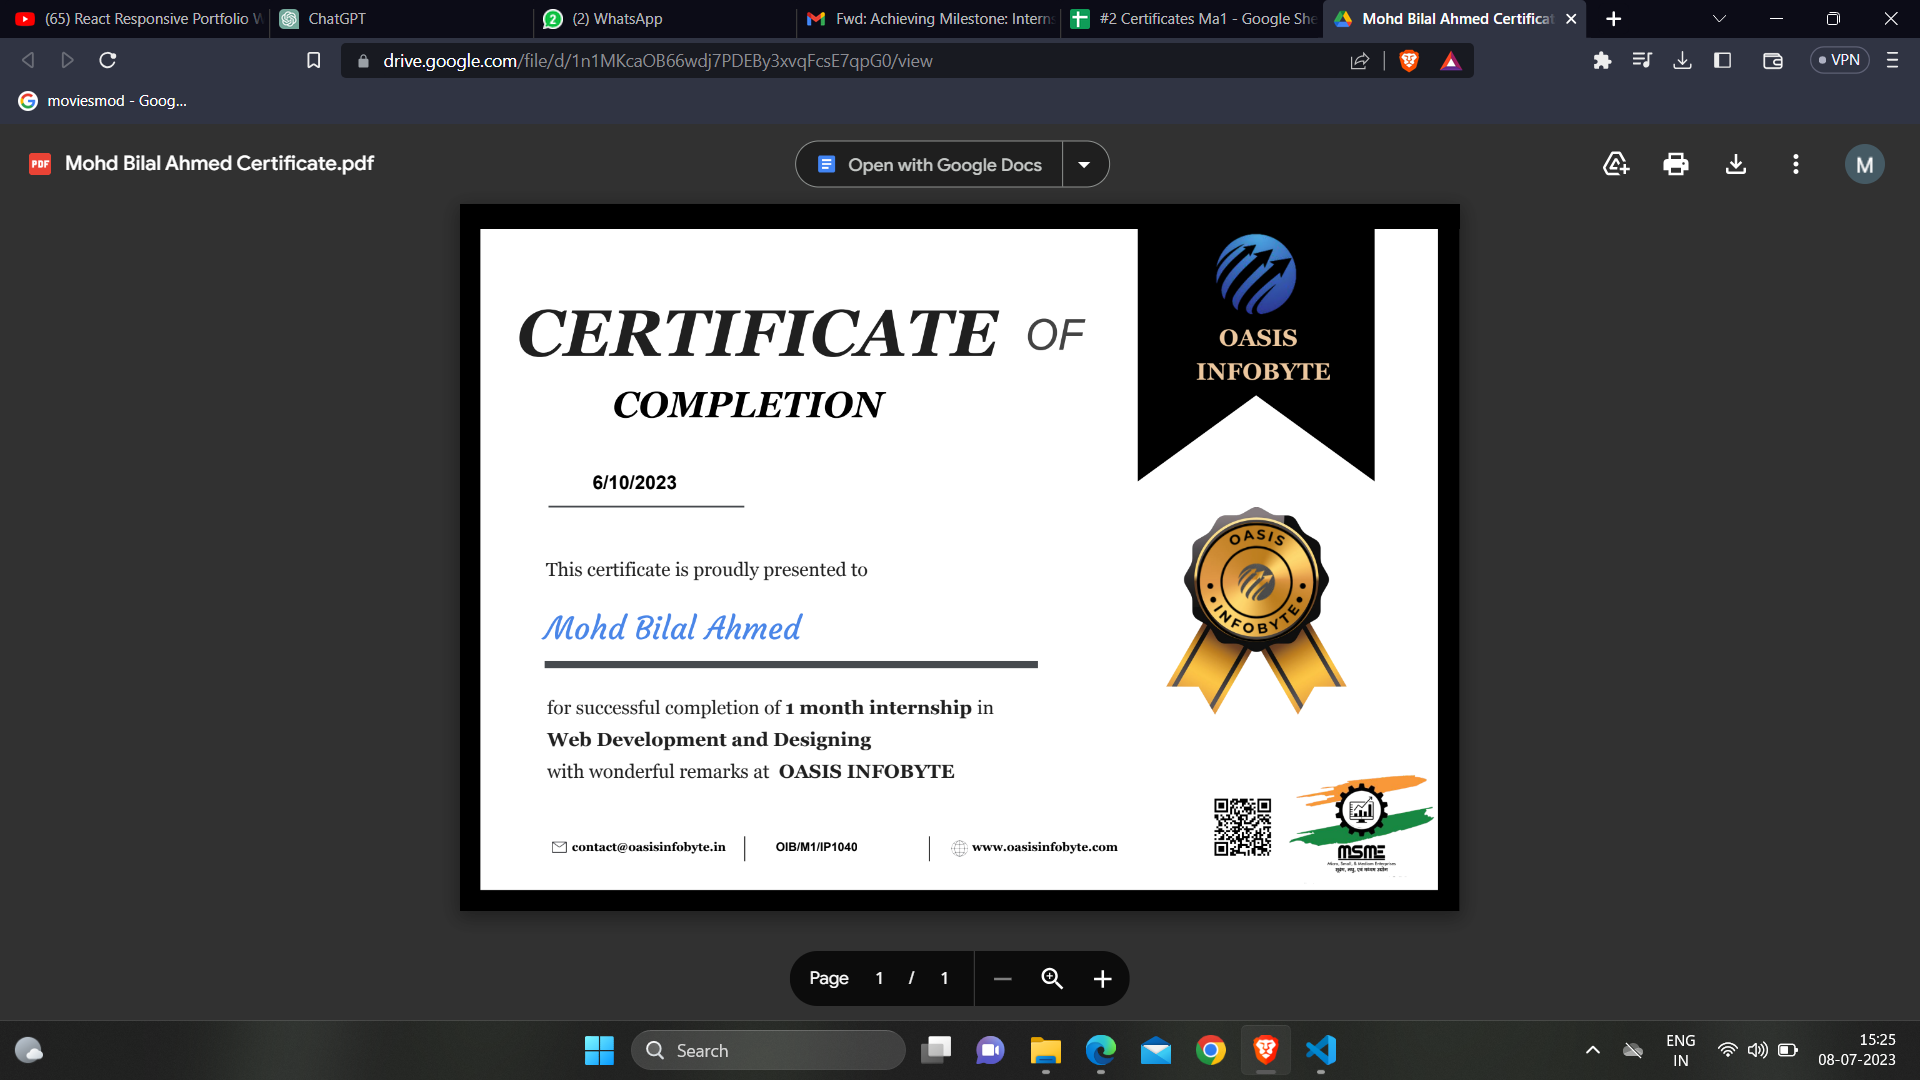 (65) React Responsive Portfolio W
ChatGPT
(2) WhatsApp
Fwd: Achieving Milestone: Interns
#2 Certificates Ma1 - Google She
Mohd Bilal Ahmed Certificat
drive.google.com/file/d/1n1MKcaOB66wdj7PDEBy3xvqFcsE7qpG0/view
VPN
moviesmod - Goog...
PDF
Mohd Bilal Ahmed Certificate.pdf
Open with Google Docs
M
CERTIFICATE OF
COMPLETION
OASIS
INFOBYTE
6/10/2023
This certificate is proudly presented to
Mohd Bilal Ahmed
for successful completion of 1 month internship in
Web Development and Designing
with wonderful remarks at OASIS INFOBYTE
OASIS
INFOBYTE
contact@oasisinfobyte.in
OIB/M1/IP1040
www.oasisinfobyte.com
MSME
Page 1 / 1
Search
ENG
IN
15:25
08-07-2023